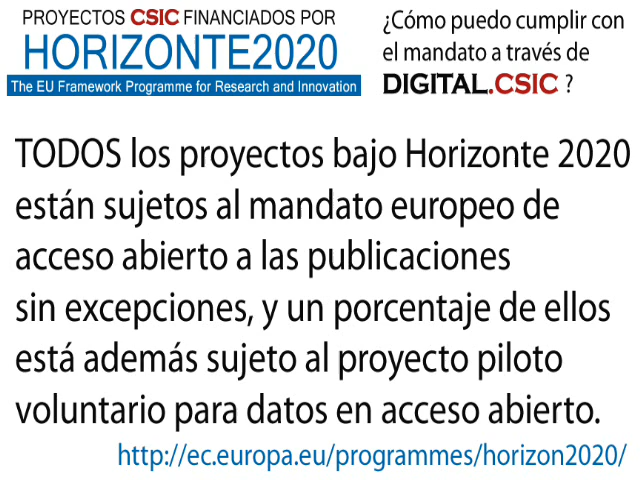 PROYECTOS CSIC FINANCIADOS POR
HORIZONTE2020
The EU Framework Programme for Research and Innovation
¿Cómo puedo cumplir con
el mandato a través de
DIGITAL.CSIC ?
TODOS los proyectos bajo Horizonte 2020
están sujetos al mandato europeo de
acceso abierto a las publicaciones
sin excepciones, y un porcentaje de ellos
está además sujeto al proyecto piloto
voluntario para datos en acceso abierto.
http://ec.europa.eu/programmes/horizon2020/